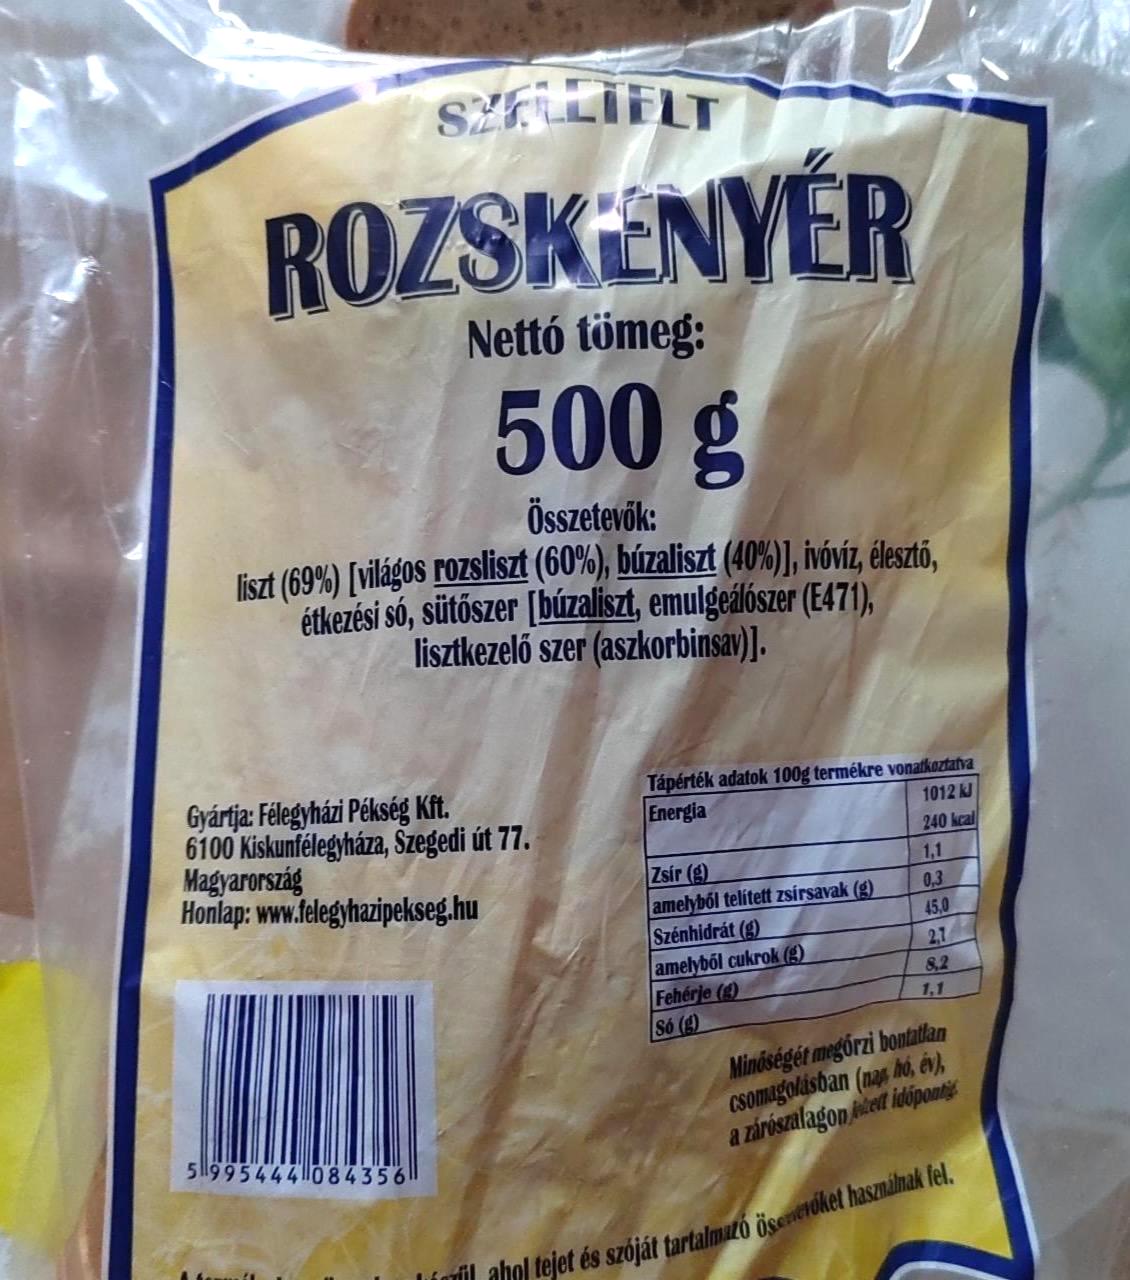 SZELETELT
ROZSKENYÉR
Nettó tömeg:
500 g
Összetevők:
liszt (69%) [világos rozsliszt (60%), búzaliszt (40%)], ivóvíz, élesztő,
étkezési só, sütőszer [búzaliszt, emulgeálószer (E471),
lisztkezelő szer (aszkorbinsav)].
Gyártja: Félegyházi Pékség Kft.
6100 Kiskunfélegyháza, Szegedi út 77.
Magyarország
Honlap: www.felegyhazipekseg.hu
Tápérték adatok 100g termékre vonatkoztatva
Energia 1012 kJ
240 kcal
Zsír (g) 1,1
amelyből telített zsírsavak (g) 0,3
Szénhidrát (g) 45,0
amelyből cukrok (g) 2,7
Fehérje (g) 8,2
Só (g) 1,1
Minőségét megőrzi bontatlan
csomagolásban (nap, hó, év),
a zárószalagon jelzett időpontig.
5 995444 084356
ahol tejet és szóját tartalmazó összetevőket használnak fel.